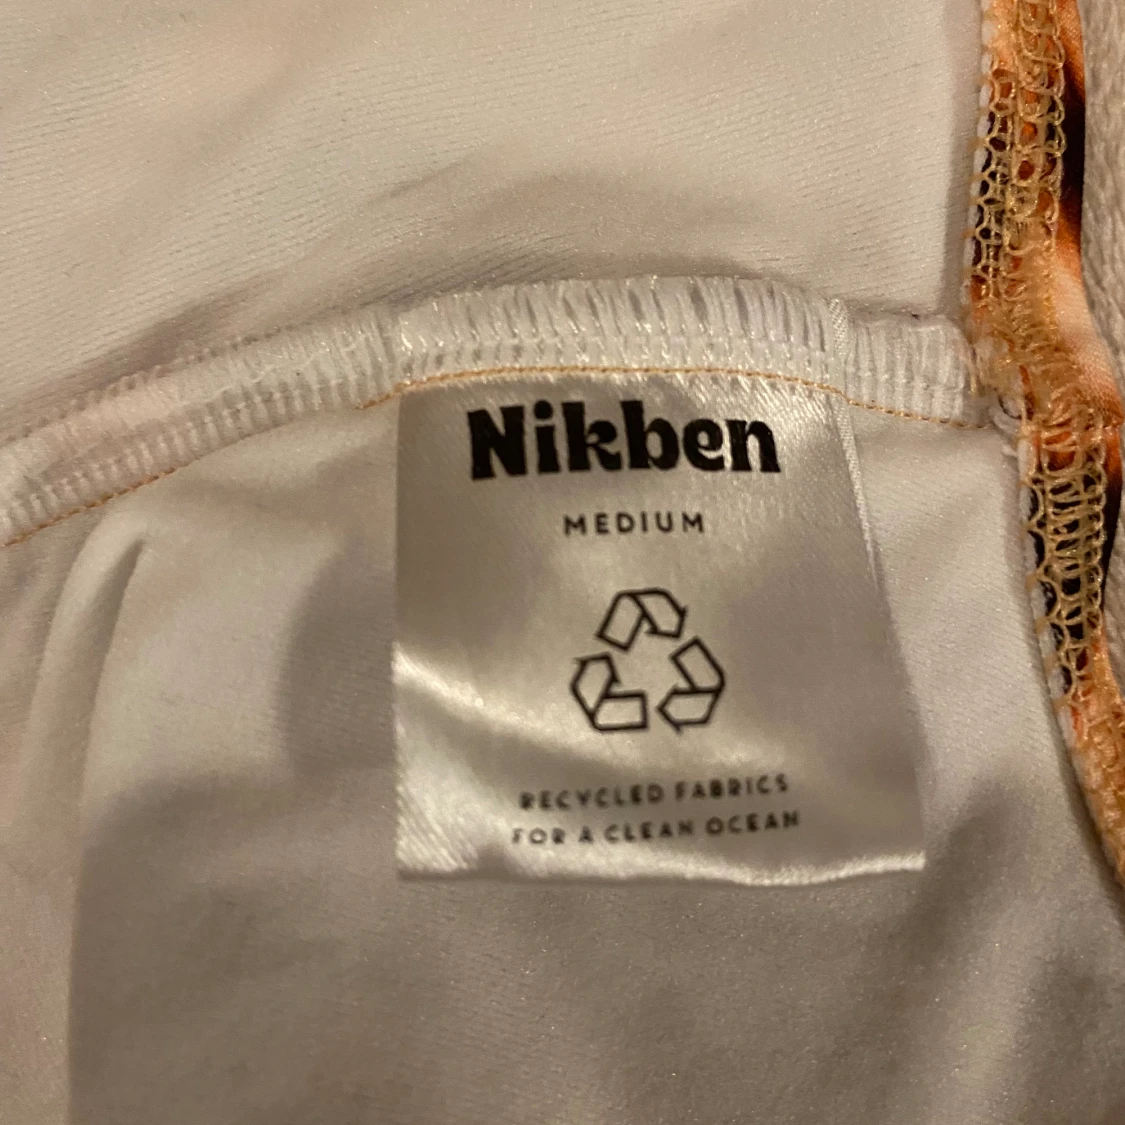 Nikben
MEDIUM
RECYCLED FABRICS
FOR A CLEAN OCEAN